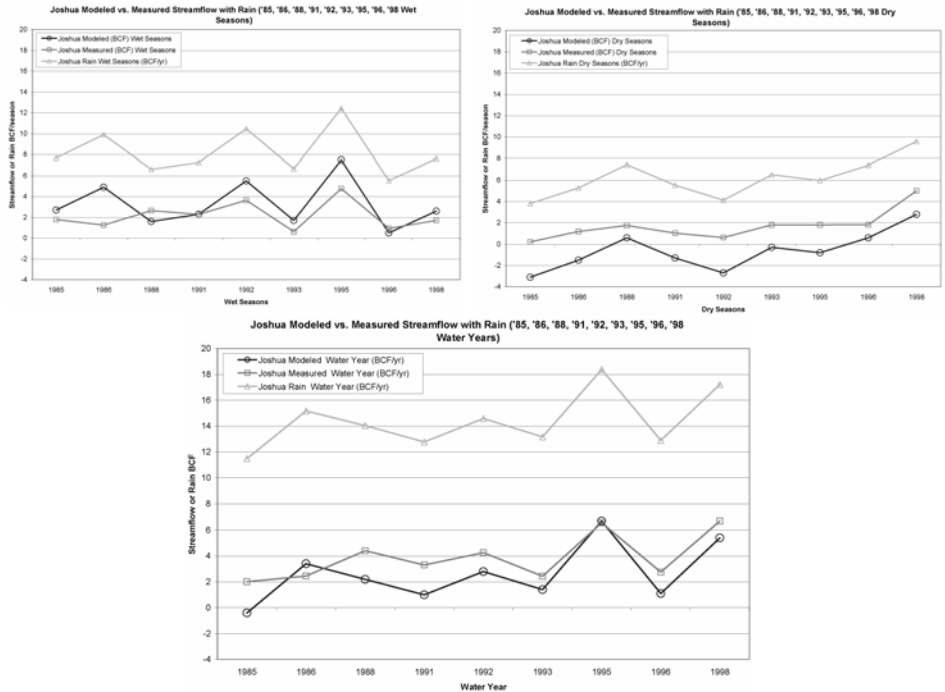 Joshua Modeled vs. Measured Streamflow with Rain ('85, '86, '88, '91, '92, '93, '95, '96, '98 Wet
Seasons)
Joshua Modeled (BCF) Wet Seasons
Joshua Measured (BCF) Wet Seasons
Joshua Rain Wet Seasons (BCF/yr)
Streamflow or Rain BCF/season
20
18
16
14
12
10
8
6
4
2
0
-2
-4
1985 1986 1988 1991 1992 1993 1995 1996 1998
Wet Seasons
Joshua Modeled vs. Measured Streamflow with Rain ('85, '86, '88, '91, '92, '93, '95, '96, '98 Dry
Seasons)
Joshua Modeled (BCF) Dry Seasons
Joshua Measured (BCF) Dry Seasons
Joshua Rain Dry Seasons (BCF/yr)
Streamflow or Rain BCF/season
20
18
16
14
12
10
8
6
4
2
0
-2
-4
1985 1986 1988 1991 1992 1993 1995 1996 1998
Dry Seasons
Joshua Modeled vs. Measured Streamflow with Rain ('85, '86, '88, '91, '92, '93, '95, '96, '98
Water Years)
Joshua Modeled Water Year (BCF/yr)
Joshua Measured Water Year (BCF/yr)
Joshua Rain Water Year (BCF/yr)
Streamflow or Rain BCF
20
18
16
14
12
10
8
6
4
2
0
-2
-4
1985 1986 1988 1991 1992 1993 1995 1996 1998
Water Year